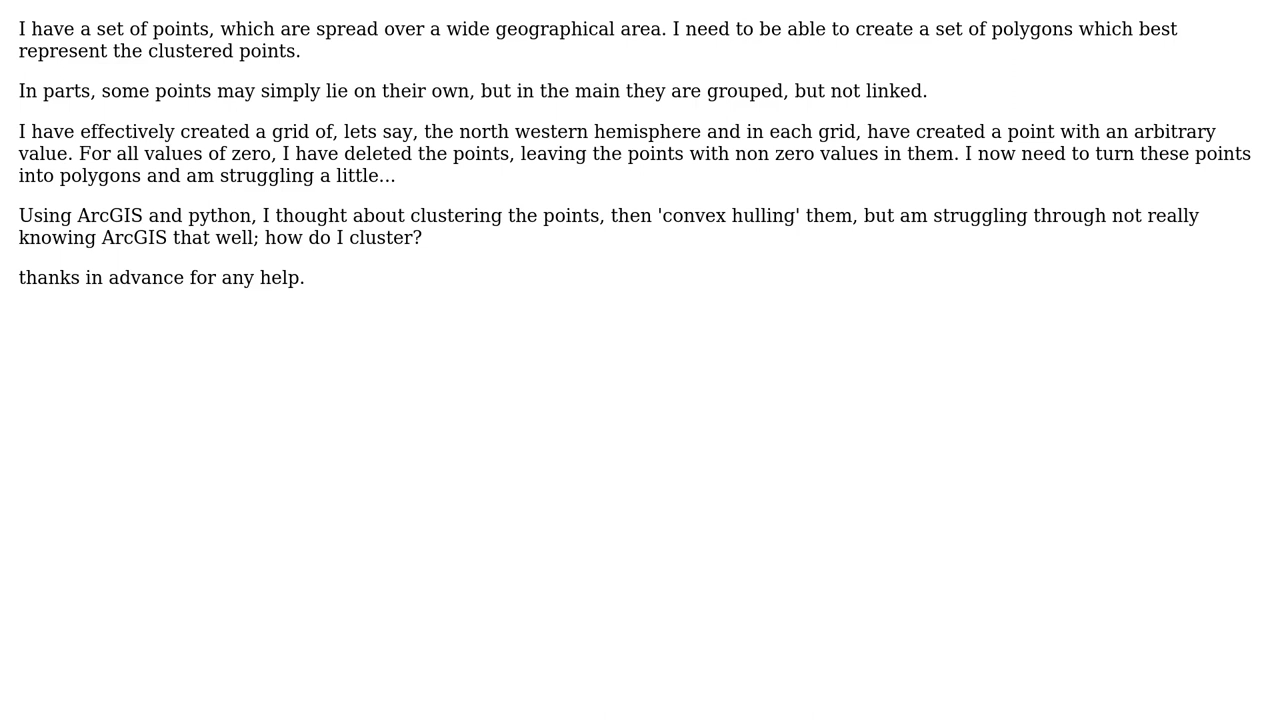 I have a set of points, which are spread over a wide geographical area. I need to be able to create a set of polygons which best
represent the clustered points.
In parts, some points may simply lie on their own, but in the main they are grouped, but not linked.
I have effectively created a grid of, lets say, the north western hemisphere and in each grid, have created a point with an arbitrary
value. For all values of zero, I have deleted the points, leaving the points with non zero values in them. I now need to turn these points
into polygons and am struggling a little...
Using ArcGIS and python, I thought about clustering the points, then 'convex hulling' them, but am struggling through not really
knowing ArcGIS that well; how do I cluster?
thanks in advance for any help.